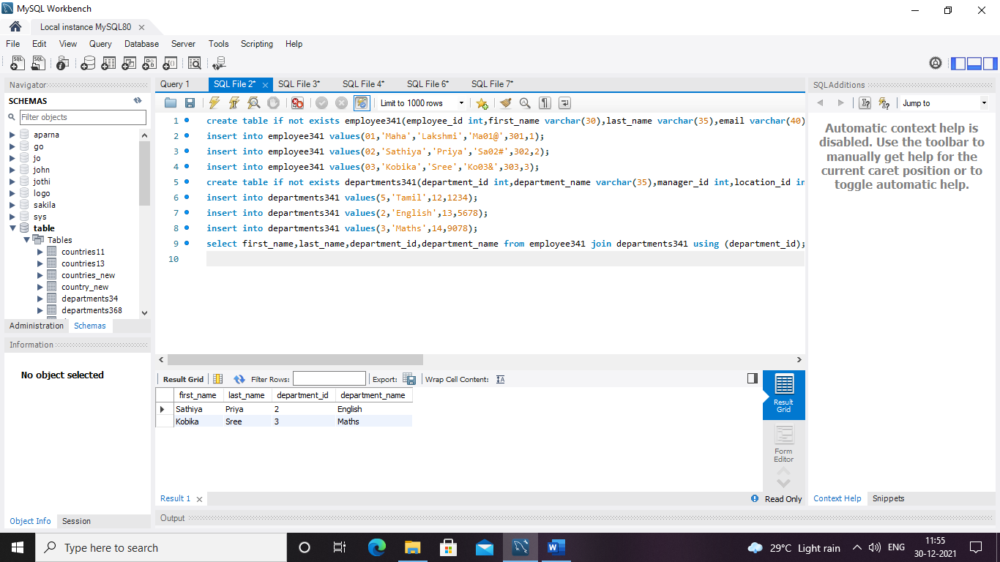 MySQL Workbench
Local instance MySQL80
File Edit View Query Database Server Tools Scripting Help
Navigator
SCHEMAS
Filter objects
aparna
go
jo
john
jothi
logo
sakila
sys
table
Tables
countries11
countries13
countries_new
country_new
departments34
departments368
Administration Schemas
Information
No object selected
Object Info Session
Query 1 SQL File 2* SQL File 3* SQL File 4* SQL File 6* SQL File 7*
Limit to 1000 rows
1 create table if not exists employee341(employee_id int,first_name varchar(30),last_name varchar(35),email varchar(40)
2 insert into employee341 values(01,'Maha','Lakshmi','Ma01@',301,1);
3 insert into employee341 values(02,'Sathiya','Priya','Sa02#',302,2);
4 insert into employee341 values(03,'Kobika','Sree','Ko03&',303,3);
5 create table if not exists departments341(department_id int,department_name varchar(35),manager_id int,location_id in
6 insert into departments341 values(5,'Tamil',12,1234);
7 insert into departments341 values(2,'English',13,5678);
8 insert into departments341 values(3,'Maths',14,9078);
9 select first_name,last_name,department_id,department_name from employee341 join departments341 using (department_id);
10
Result Grid Filter Rows: Export: Wrap Cell Content:
first_name last_name department_id department_name
Sathiya Priya 2 English
Kobika Sree 3 Maths
Result Grid
Form Editor
Result 1
Read Only
Output
SQLAdditions
Jump to
Automatic context help is
disabled. Use the toolbar to
manually get help for the
current caret position or to
toggle automatic help.
Context Help Snippets
Type here to search
29°C Light rain
ENG
11:55
30-12-2021